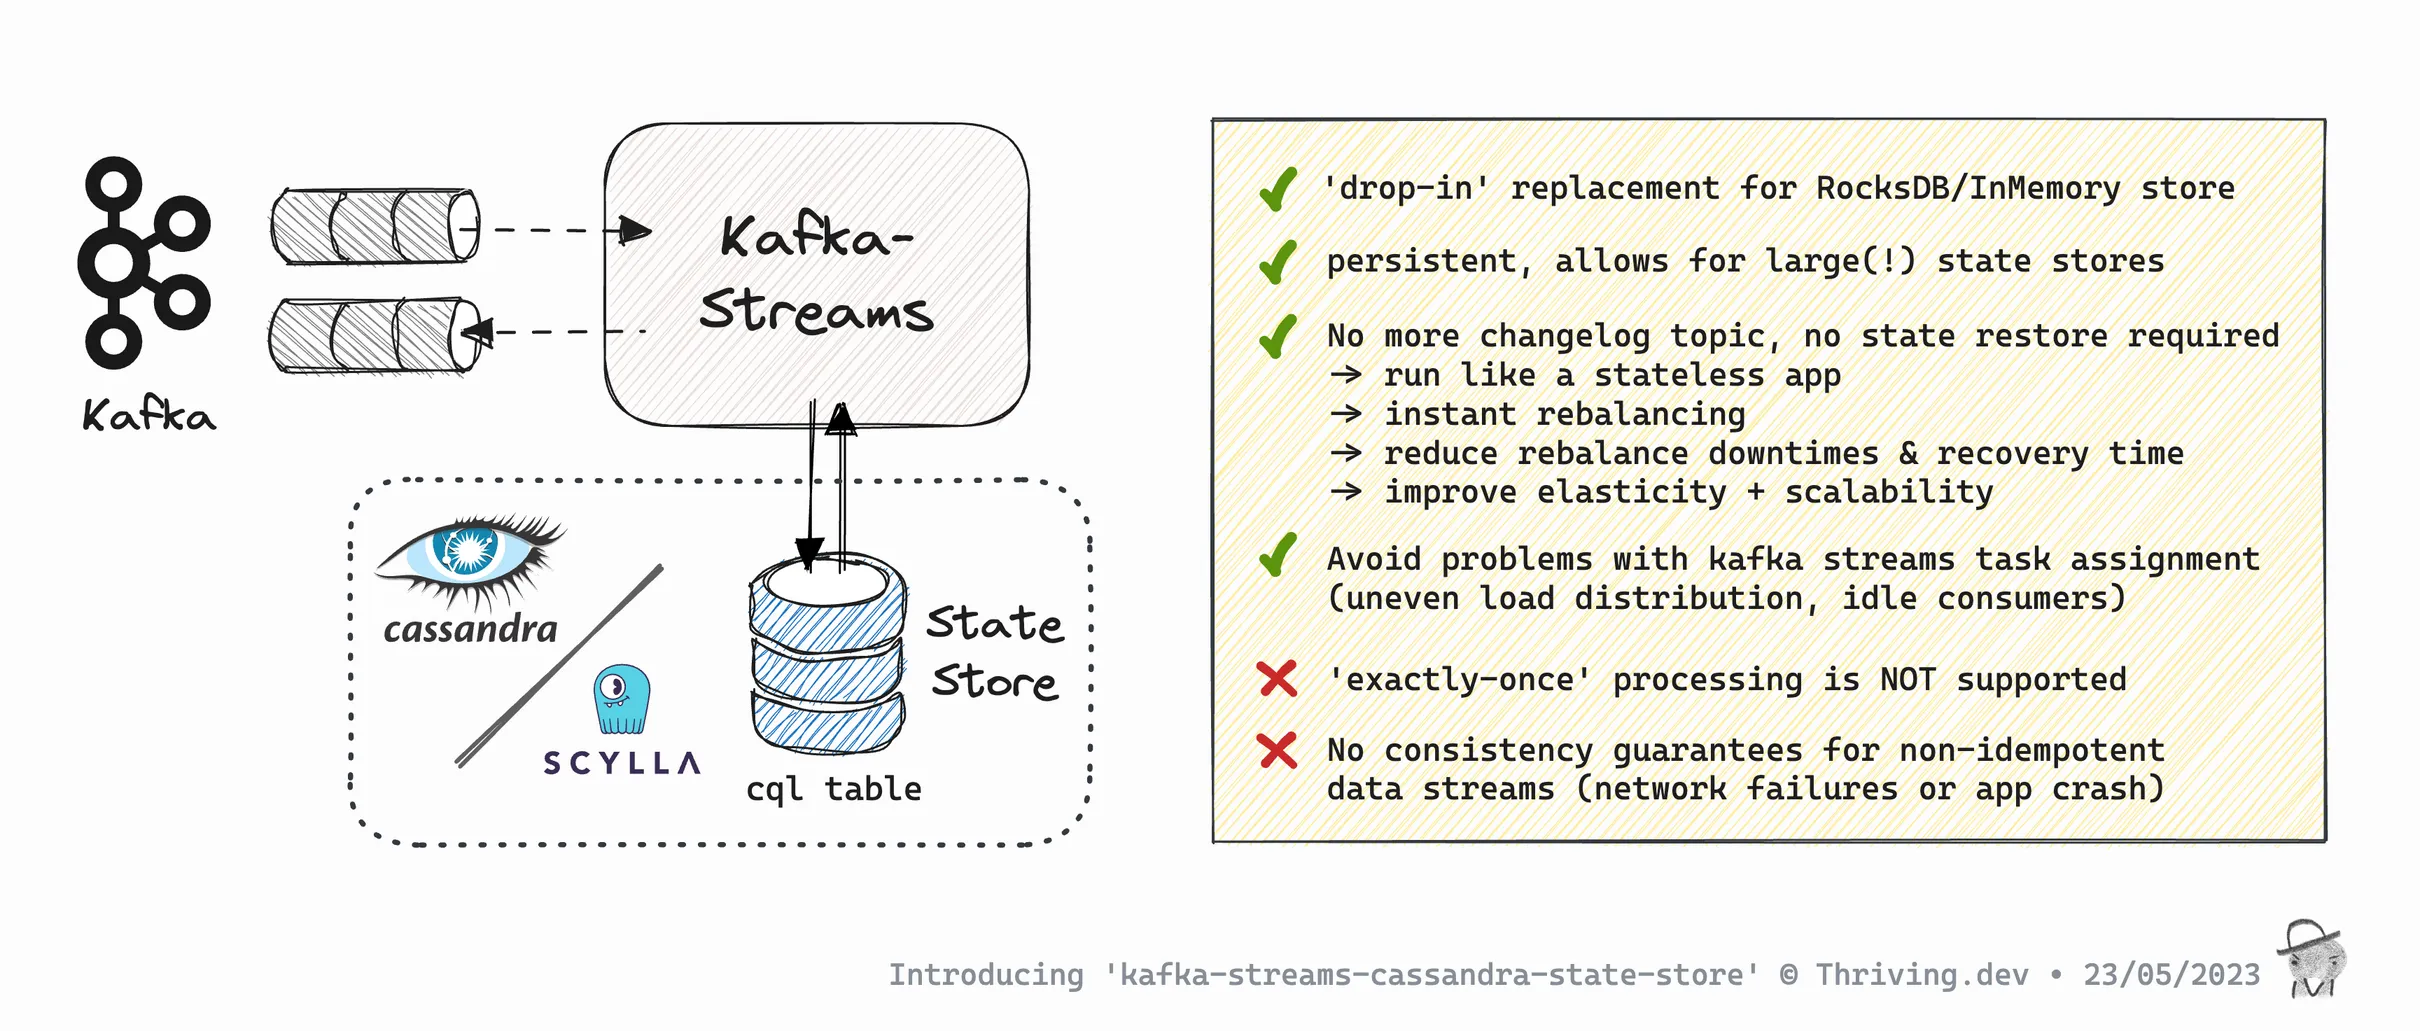 Kafka
Kafka-
Streams
cassandra
SCYLLA
State
Store
cql table
'drop-in' replacement for RocksDB/InMemory store
persistent, allows for large(!) state stores
No more changelog topic, no state restore required
→ run like a stateless app
→ instant rebalancing
→ reduce rebalance downtimes & recovery time
→ improve elasticity + scalability
Avoid problems with kafka streams task assignment
(uneven load distribution, idle consumers)
'exactly-once' processing is NOT supported
No consistency guarantees for non-idempotent
data streams (network failures or app crash)
Introducing 'kafka-streams-cassandra-state-store' © Thriving.dev • 23/05/2023